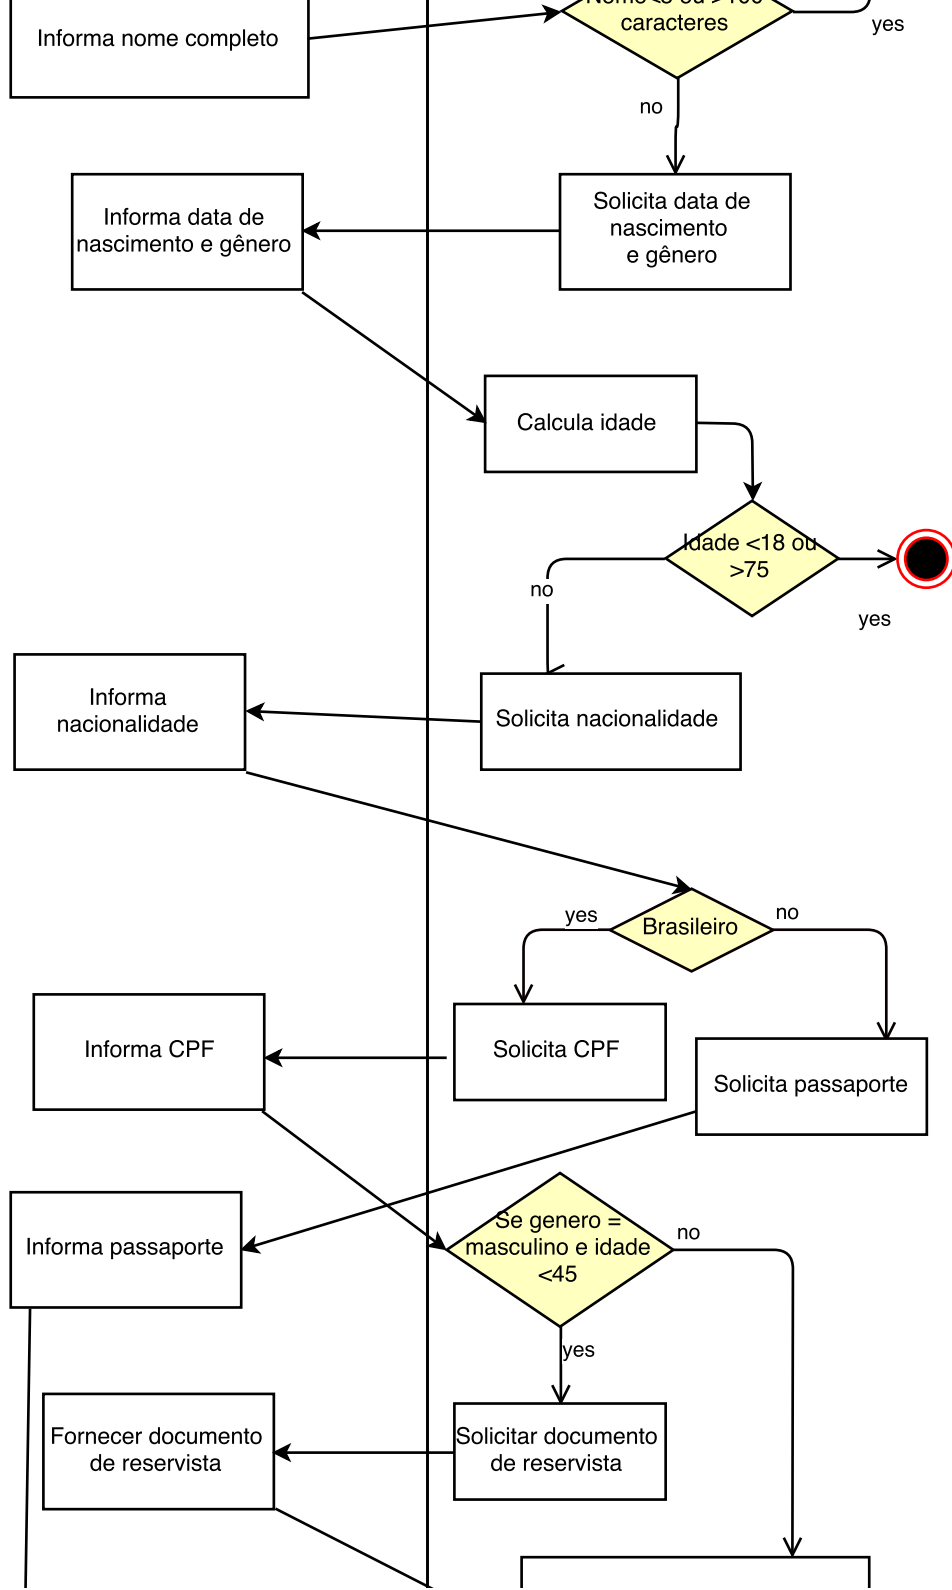 caracteres
yes
Informa nome completo
no
Solicita data de
nascimento
e gênero
Informa data de
nascimento e gênero
Calcula idade
Idade <18 ou
>75
no
yes
Informa
nacionalidade
Solicita nacionalidade
yes
Brasileiro
no
Informa CPF
Solicita CPF
Solicita passaporte
Informa passaporte
Se genero =
masculino e idade
<45
no
yes
Fornecer documento
de reservista
Solicitar documento
de reservista